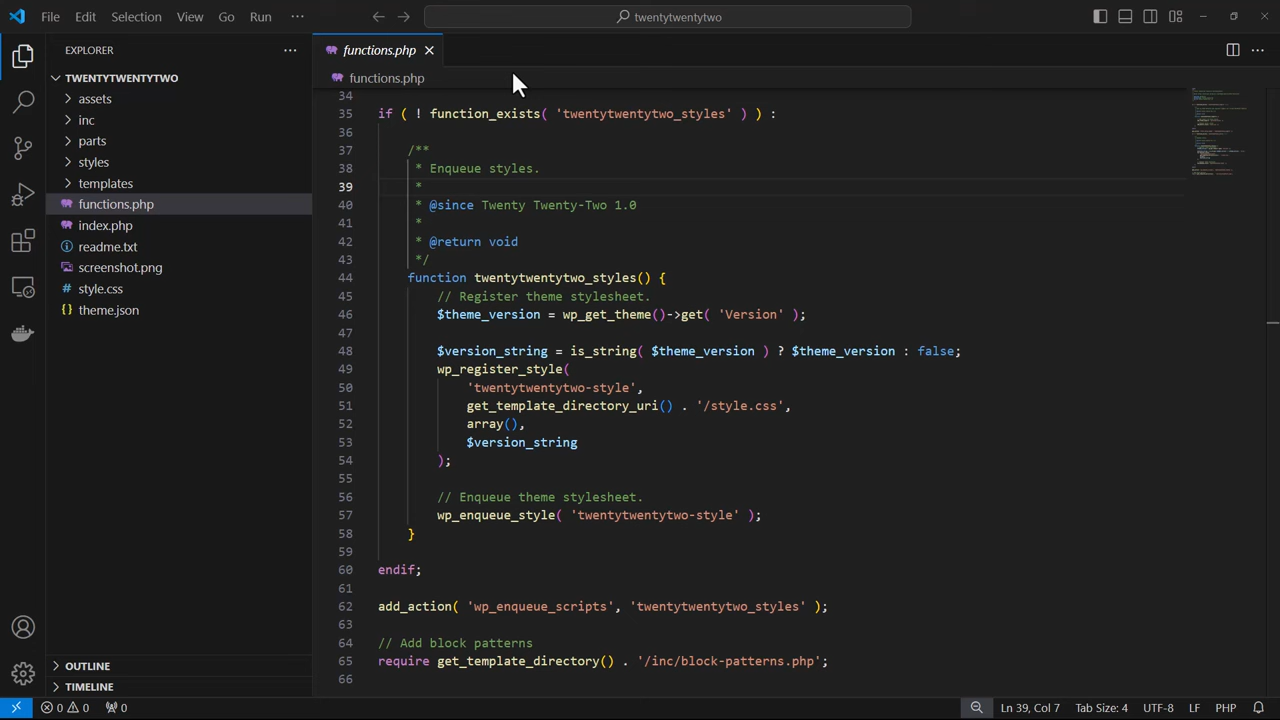 File Edit Selection View Go Run ··· twentytwentytwo
EXPLORER ···
functions.php
TWENTYTWENTYTWO
assets
inc
parts
styles
templates
functions.php
index.php
readme.txt
screenshot.png
style.css
theme.json
OUTLINE
TIMELINE
functions.php
34
35 if ( ! function_exists( 'twentytwentytwo_styles' ) ) :
36
37 /**
38 * Enqueue styles.
39 *
40 * @since Twenty Twenty-Two 1.0
41 *
42 * @return void
43 */
44 function twentytwentytwo_styles() {
45 // Register theme stylesheet.
46 $theme_version = wp_get_theme()->get( 'Version' );
47
48 $version_string = is_string( $theme_version ) ? $theme_version : false;
49 wp_register_style(
50 'twentytwentytwo-style',
51 get_template_directory_uri() . '/style.css',
52 array(),
53 $version_string
54 );
55
56 // Enqueue theme stylesheet.
57 wp_enqueue_style( 'twentytwentytwo-style' );
58 }
59
60 endif;
61
62 add_action( 'wp_enqueue_scripts', 'twentytwentytwo_styles' );
63
64 // Add block patterns
65 require get_template_directory() . '/inc/block-patterns.php';
66
0 0 0 Ln 39, Col 7 Tab Size: 4 UTF-8 LF PHP